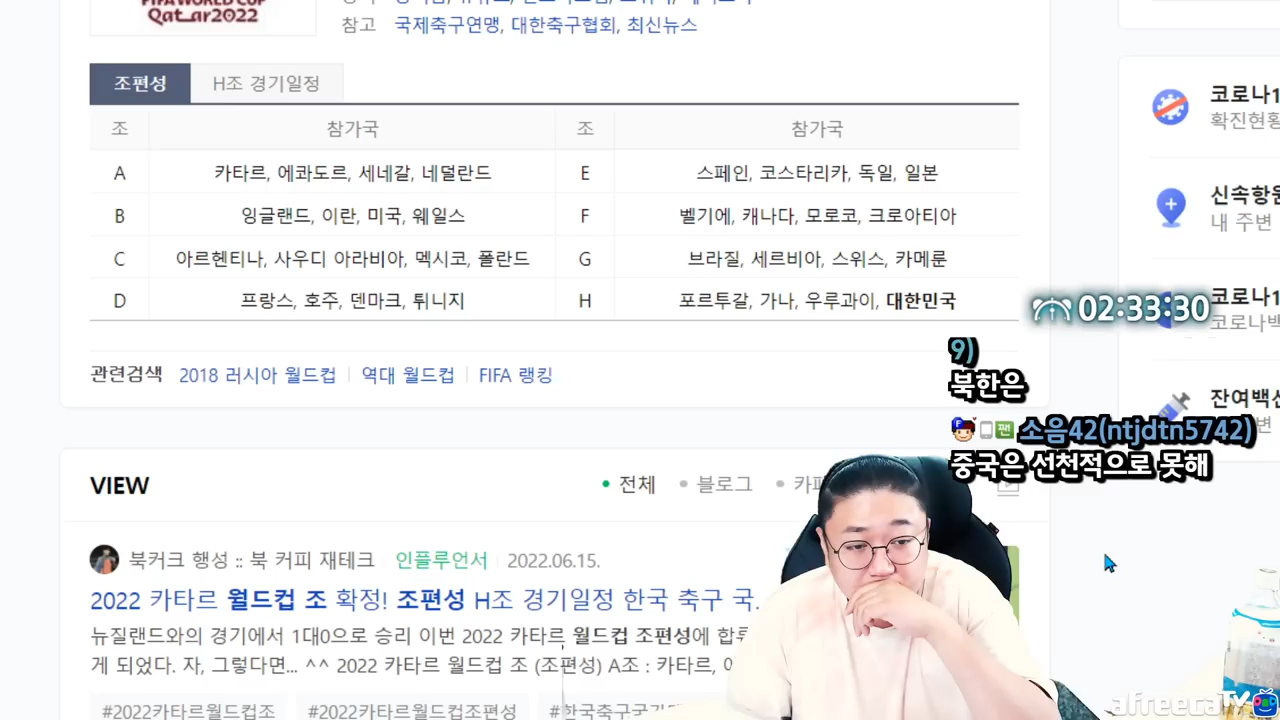 FIFA WORLD CUP
Qatar2022
참고 국제축구연맹, 대한축구협회, 최신뉴스
조편성 H조 경기일정
조 참가국 조 참가국
A 카타르, 에콰도르, 세네갈, 네덜란드 E 스페인, 코스타리카, 독일, 일본
B 잉글랜드, 이란, 미국, 웨일스 F 벨기에, 캐나다, 모로코, 크로아티아
C 아르헨티나, 사우디 아라비아, 멕시코, 폴란드 G 브라질, 세르비아, 스위스, 카메룬
D 프랑스, 호주, 덴마크, 튀니지 H 포르투갈, 가나, 우루과이, 대한민국
관련검색 2018 러시아 월드컵 역대 월드컵 FIFA 랭킹
VIEW 전체 블로그 카페
북커크 행성 :: 북 커피 재테크 인플루언서 2022.06.15.
2022 카타르 월드컵 조 확정! 조편성 H조 경기일정 한국 축구 국.
뉴질랜드와의 경기에서 1대0으로 승리 이번 2022 카타르 월드컵 조편성에 합류
게 되었다. 자, 그렇다면... ^^ 2022 카타르 월드컵 조 (조편성) A조 : 카타르,
#2022카타르월드컵조 #2022카타르월드컵조편성
코로나1
확진현황
신속항원
내 주변
코로나1
코로나백
잔여백신
변
02:33:30
9)
북한은
팬 소음42(ntjdtn5742)
중국은 선천적으로 못해
afreecaTV